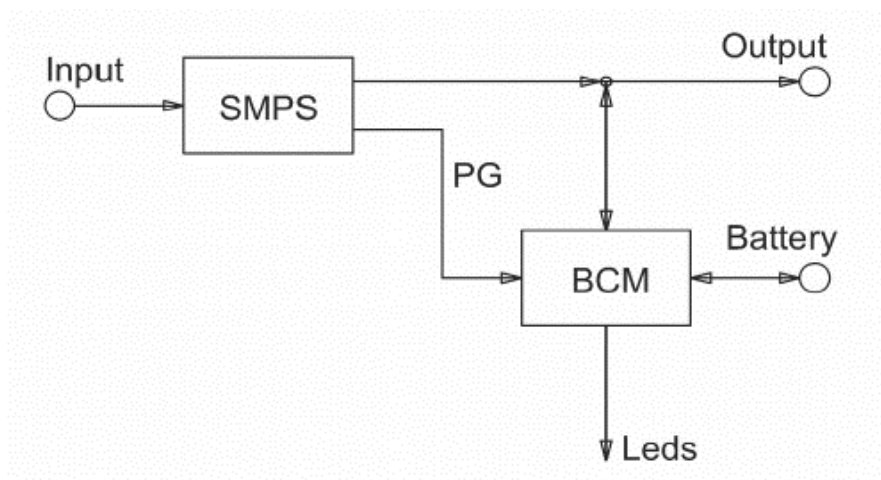 Input
SMPS
Output
PG
Battery
BCM
Leds